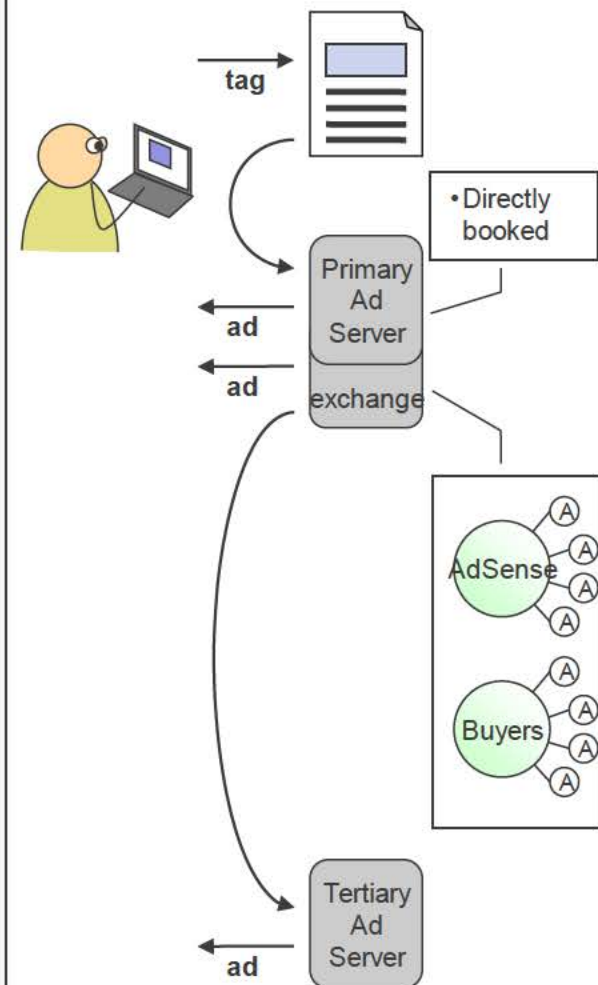 tag
• Directly
booked
Primary
Ad
Server
ad
ad
exchange
A
A
AdSense
A
A
A
A
Buyers
A
A
Tertiary
Ad
Server
ad